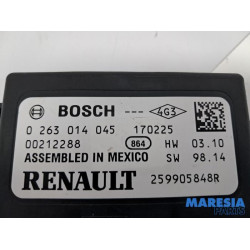 BOSCH 4G3
0 263 014 045 170225
00212288 864 HW 03.10
ASSEMBLED IN MEXICO SW 98.14
RENAULT 259905848R
MARESIA
PARTS